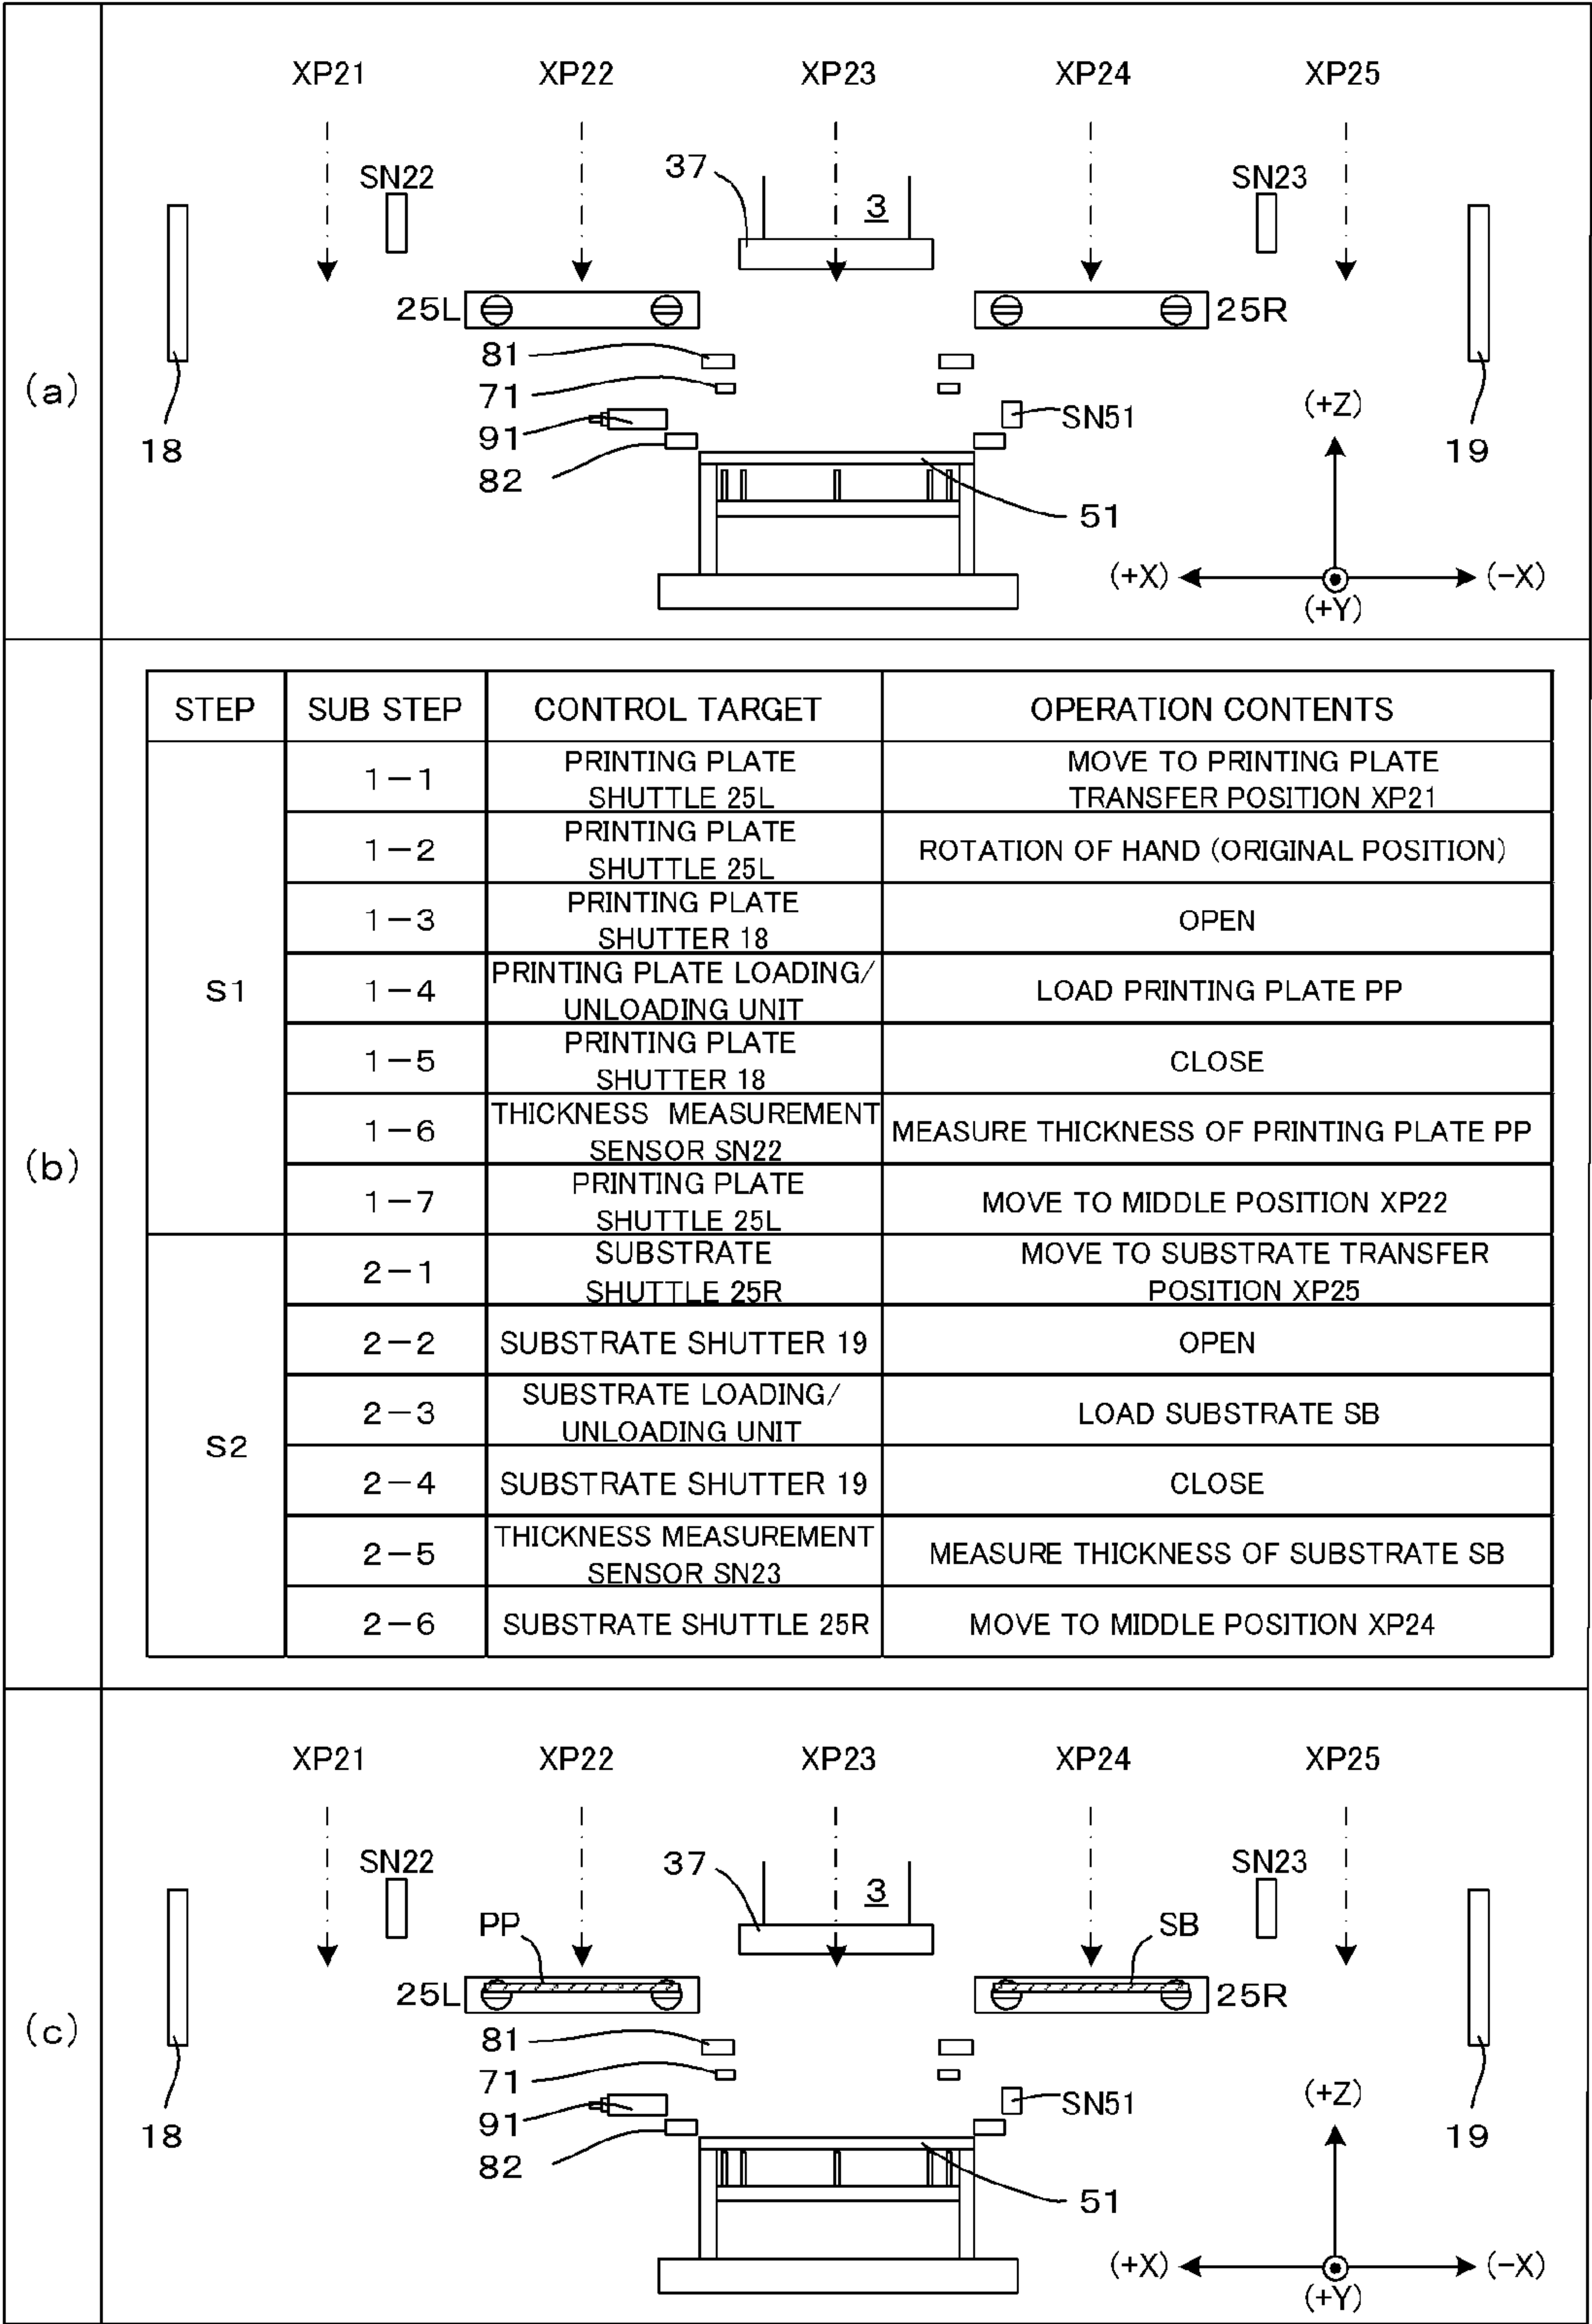 (a)
XP21 XP22 XP23 XP24 XP25
SN22 37 3 SN23
25L 25R
81
71
91 SN51
82
18 19
51
(+Z)
(+X) (-X)
(+Y)
(b)
STEP SUB STEP CONTROL TARGET OPERATION CONTENTS
S1
1-1 PRINTING PLATE
SHUTTLE 25L
MOVE TO PRINTING PLATE
TRANSFER POSITION XP21
1-2 PRINTING PLATE
SHUTTLE 25L
ROTATION OF HAND (ORIGINAL POSITION)
1-3 PRINTING PLATE
SHUTTER 18
OPEN
1-4 PRINTING PLATE LOADING/
UNLOADING UNIT
LOAD PRINTING PLATE PP
1-5 PRINTING PLATE
SHUTTER 18
CLOSE
1-6 THICKNESS MEASUREMENT
SENSOR SN22
MEASURE THICKNESS OF PRINTING PLATE PP
1-7 PRINTING PLATE
SHUTTLE 25L
MOVE TO MIDDLE POSITION XP22
S2
2-1 SUBSTRATE
SHUTTLE 25R
MOVE TO SUBSTRATE TRANSFER
POSITION XP25
2-2 SUBSTRATE SHUTTER 19 OPEN
2-3 SUBSTRATE LOADING/
UNLOADING UNIT
LOAD SUBSTRATE SB
2-4 SUBSTRATE SHUTTER 19 CLOSE
2-5 THICKNESS MEASUREMENT
SENSOR SN23
MEASURE THICKNESS OF SUBSTRATE SB
2-6 SUBSTRATE SHUTTLE 25R MOVE TO MIDDLE POSITION XP24
(c)
XP21 XP22 XP23 XP24 XP25
SN22 37 3 SN23
PP SB
25L 25R
81
71
91 SN51
82
18 19
51
(+Z)
(+X) (-X)
(+Y)